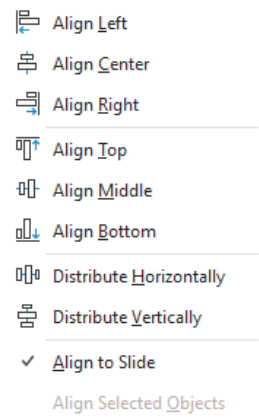 Align Left
Align Center
Align Right
Align Top
Align Middle
Align Bottom
Distribute Horizontally
Distribute Vertically
Align to Slide
Align Selected Objects